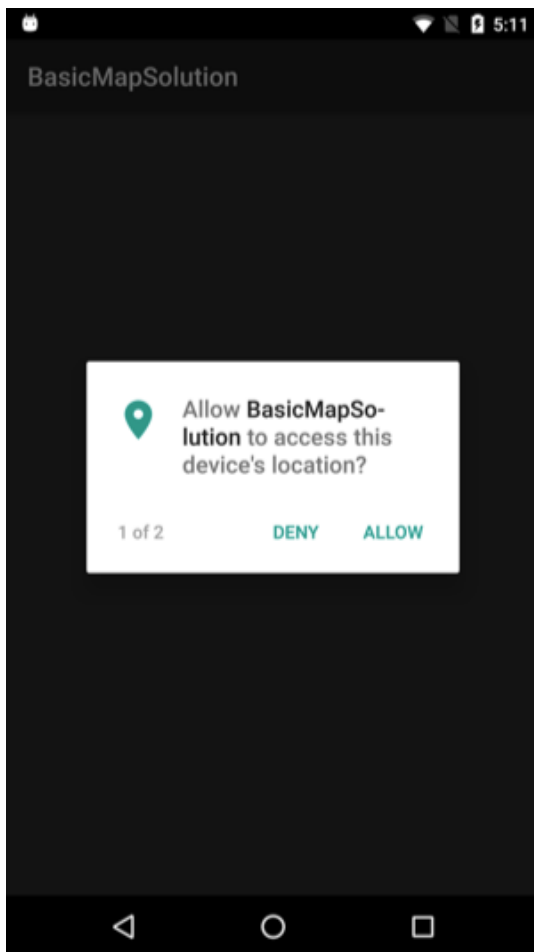 5:11
BasicMapSolution
Allow BasicMapSo-
lution to access this
device's location?
1 of 2 DENY ALLOW